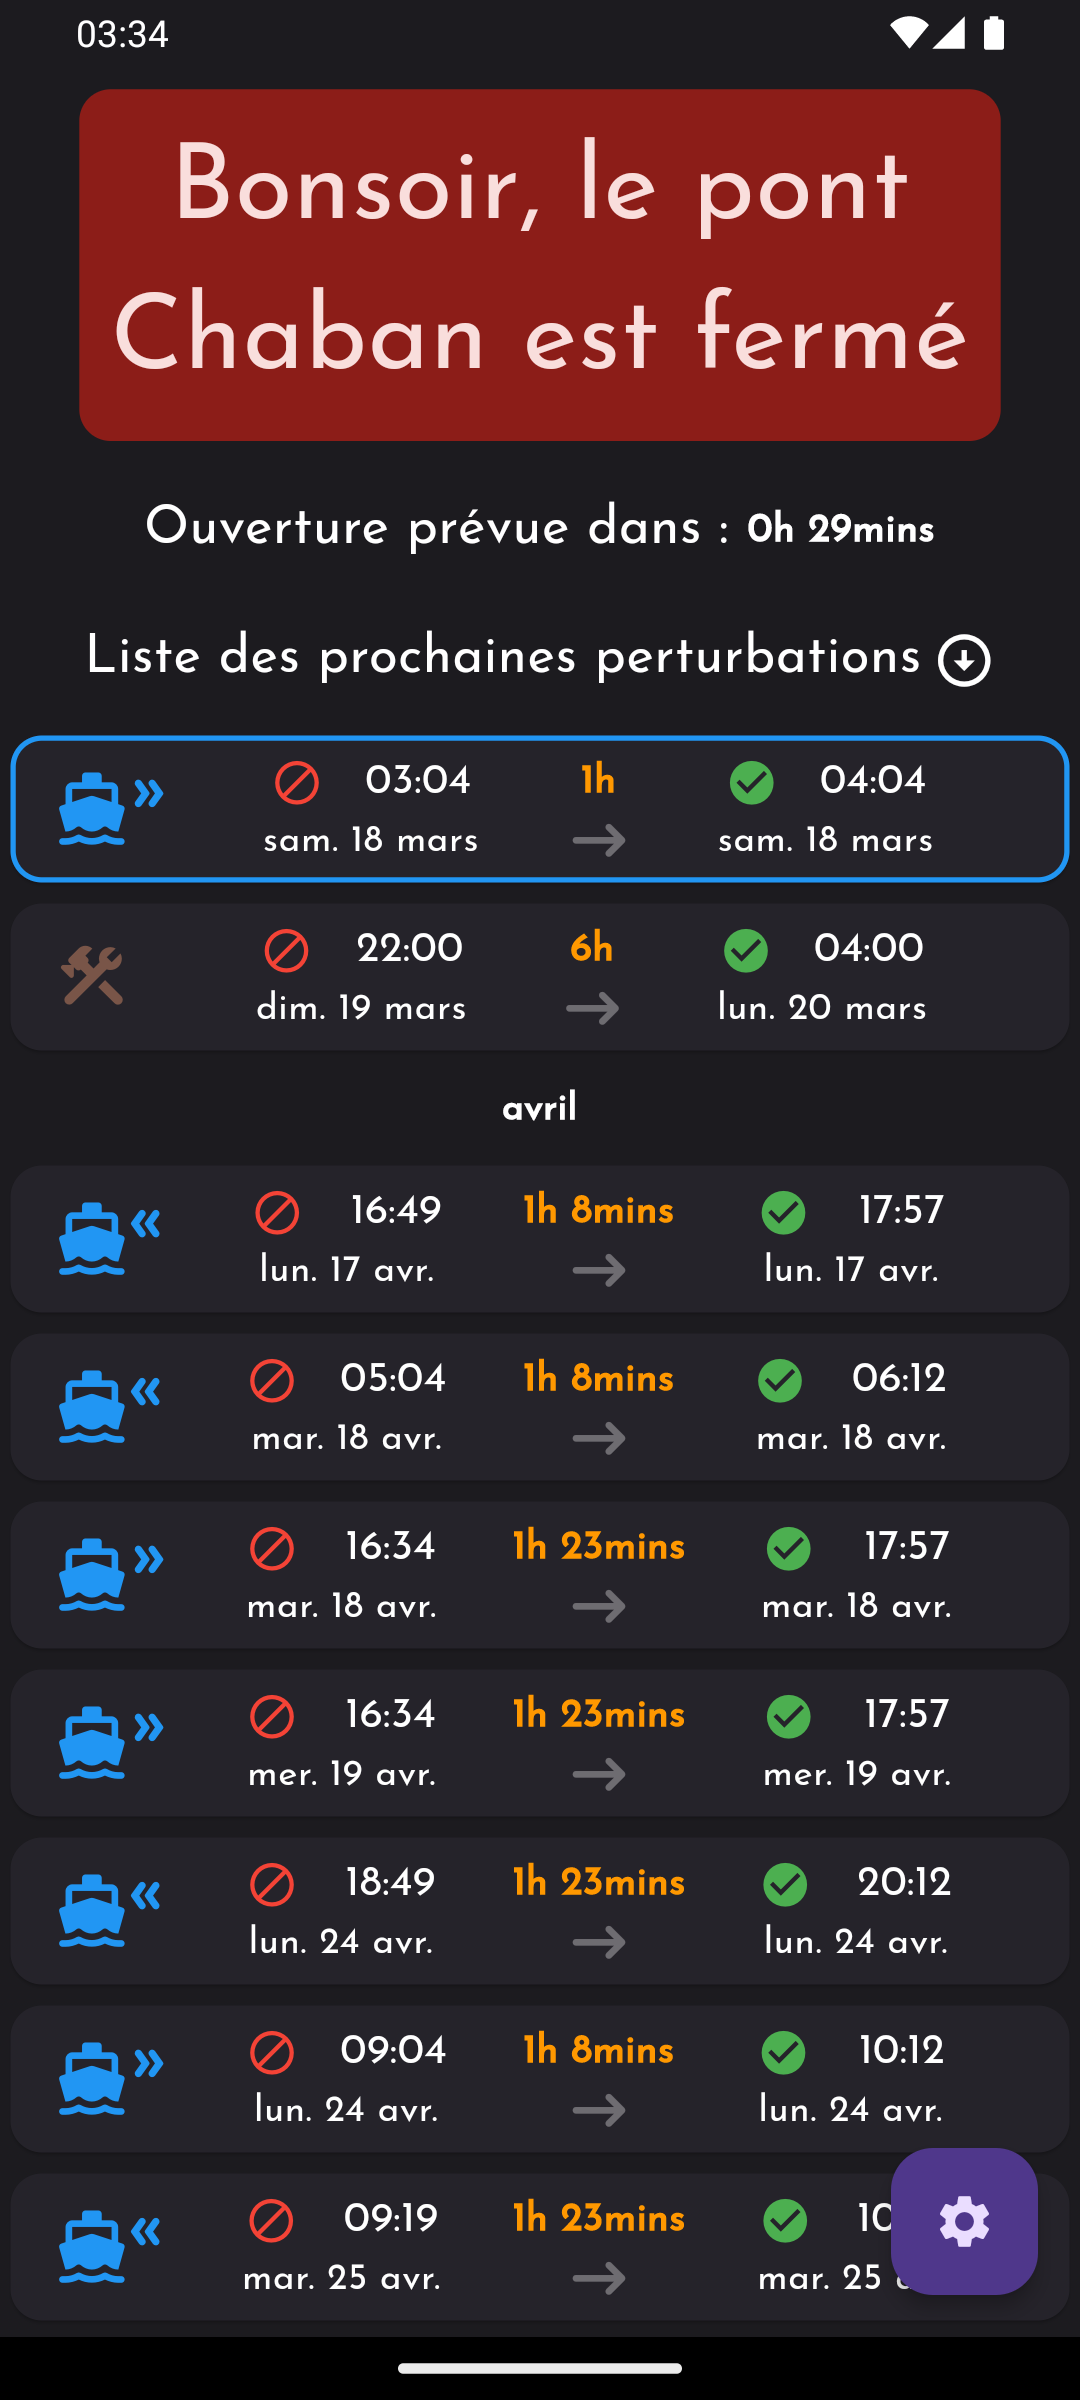 03:34
Bonsoir, le pont
Chaban est fermé
Ouverture prévue dans : 0h 29mins
Liste des prochaines perturbations
03:04 1h 04:04
sam. 18 mars sam. 18 mars
22:00 6h 04:00
dim. 19 mars lun. 20 mars
avril
16:49 1h 8mins 17:57
lun. 17 avr. lun. 17 avr.
05:04 1h 8mins 06:12
mar. 18 avr. mar. 18 avr.
16:34 1h 23mins 17:57
mar. 18 avr. mar. 18 avr.
16:34 1h 23mins 17:57
mer. 19 avr. mer. 19 avr.
18:49 1h 23mins 20:12
lun. 24 avr. lun. 24 avr.
09:04 1h 8mins 10:12
lun. 24 avr. lun. 24 avr.
09:19 1h 23mins 10
mar. 25 avr. mar. 25